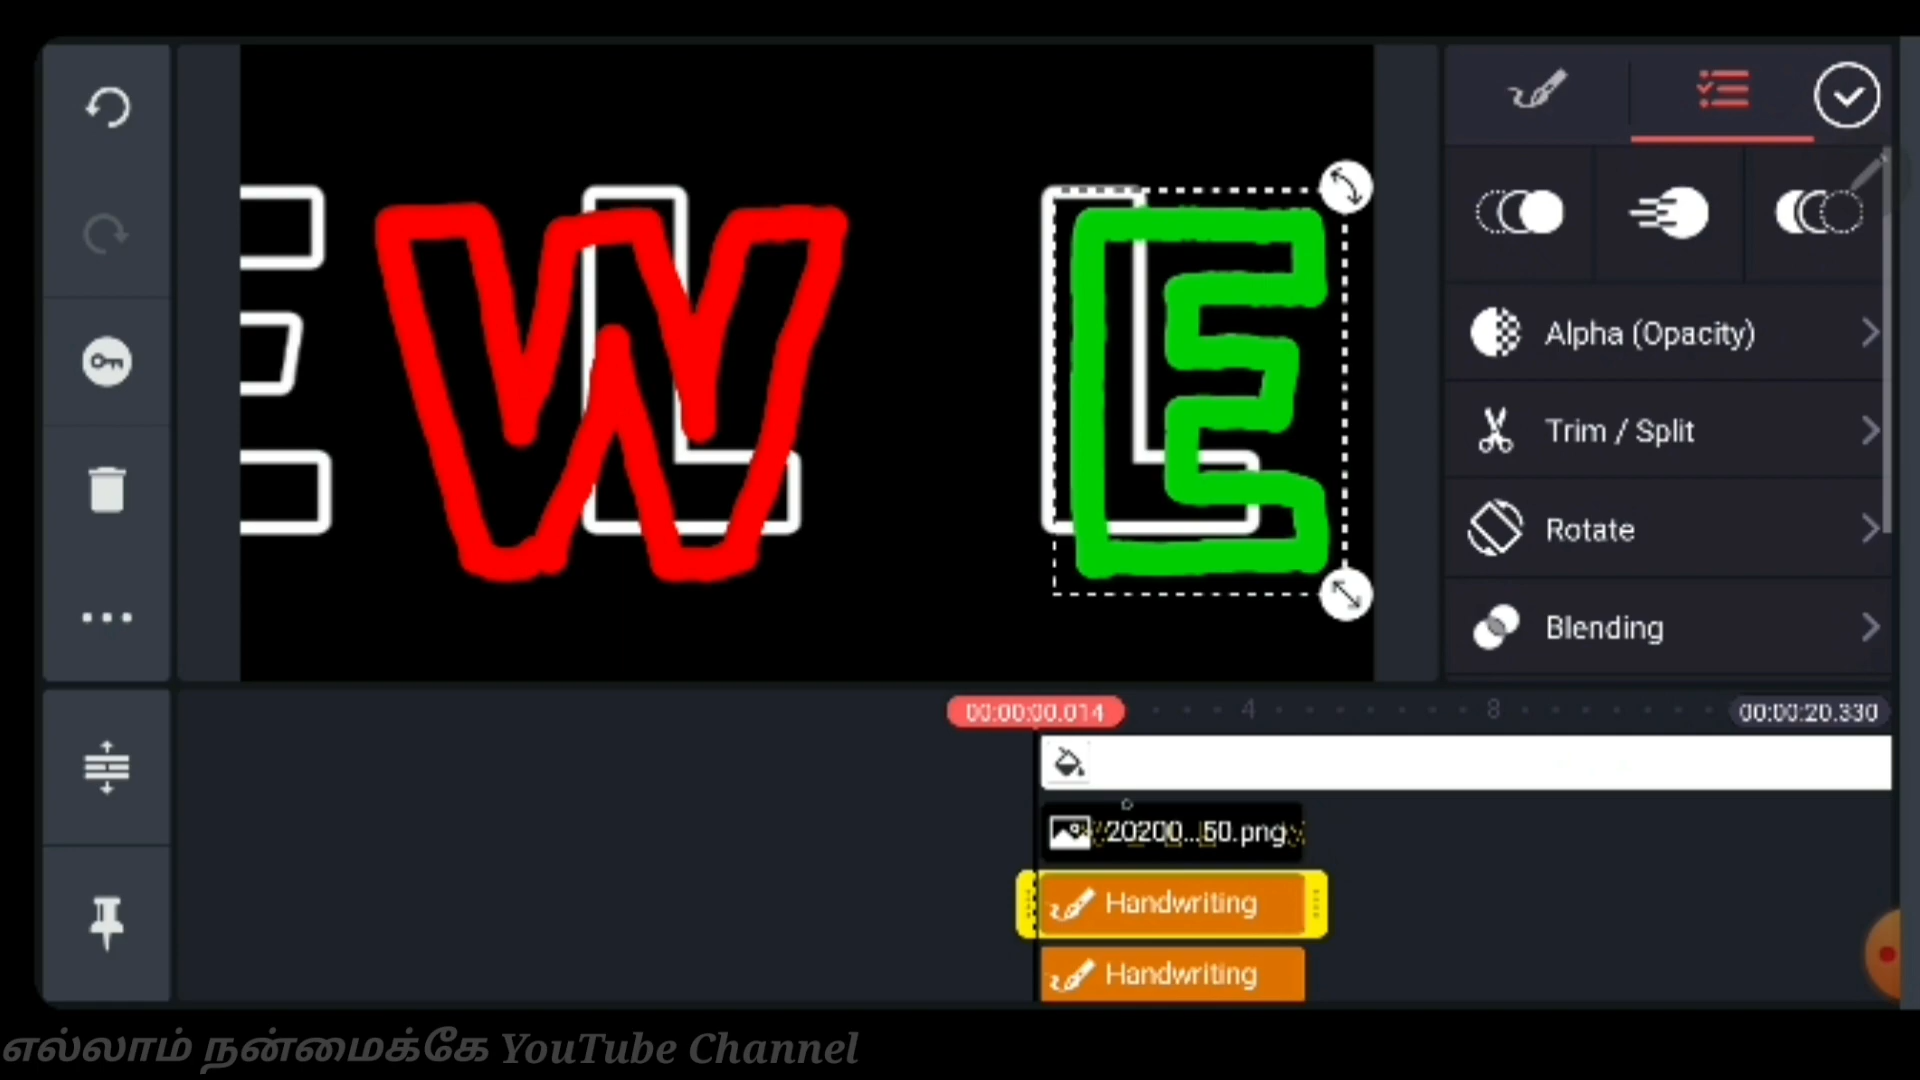 E W L L E
Alpha (Opacity)
Trim / Split
Rotate
Blending
00:00:00.014
4
8
00:00:20.330
20200...50.png
Handwriting
Handwriting
எல்லாம் நன்மைக்கே YouTube Channel